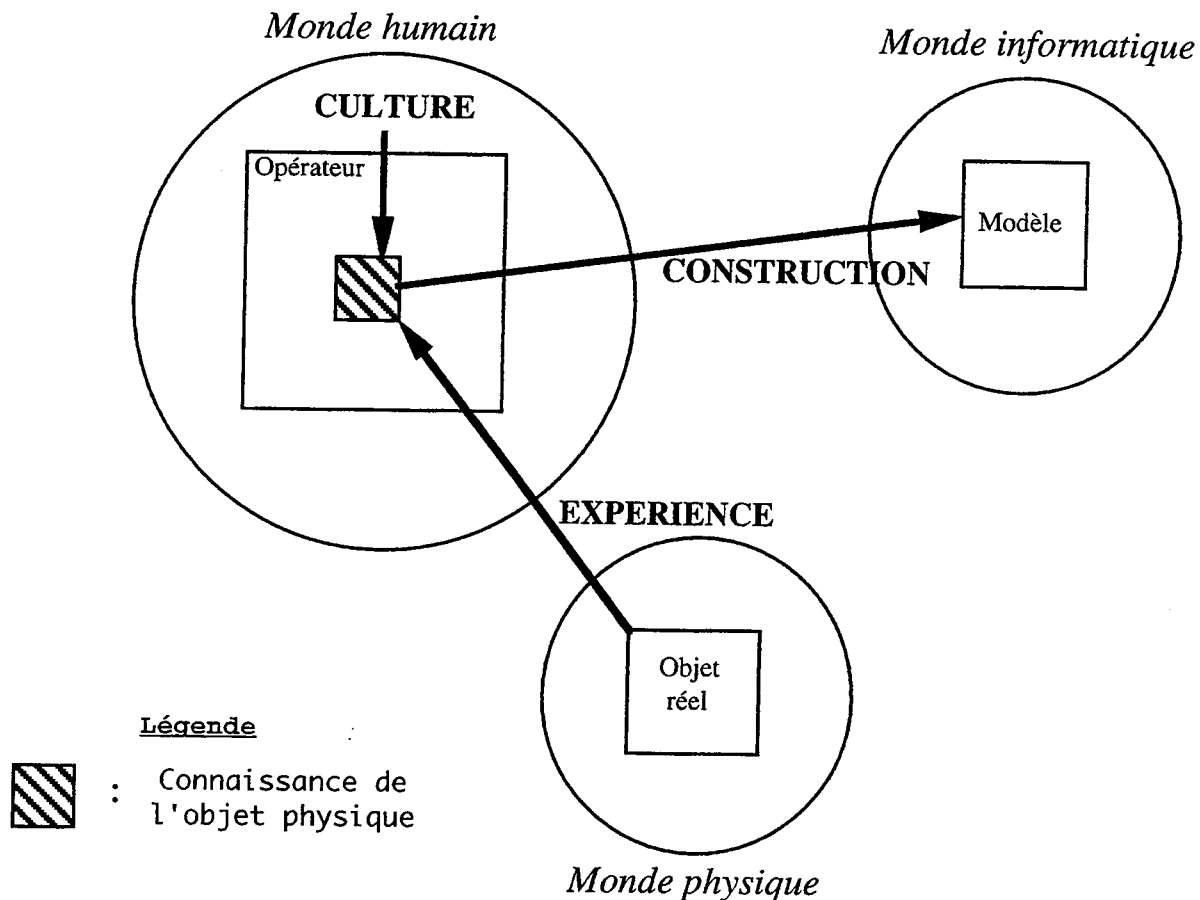 Monde humain
Monde informatique
CULTURE
Opérateur
Modèle
CONSTRUCTION
EXPERIENCE
Objet
réel
Légende
: Connaissance de
l'objet physique
Monde physique